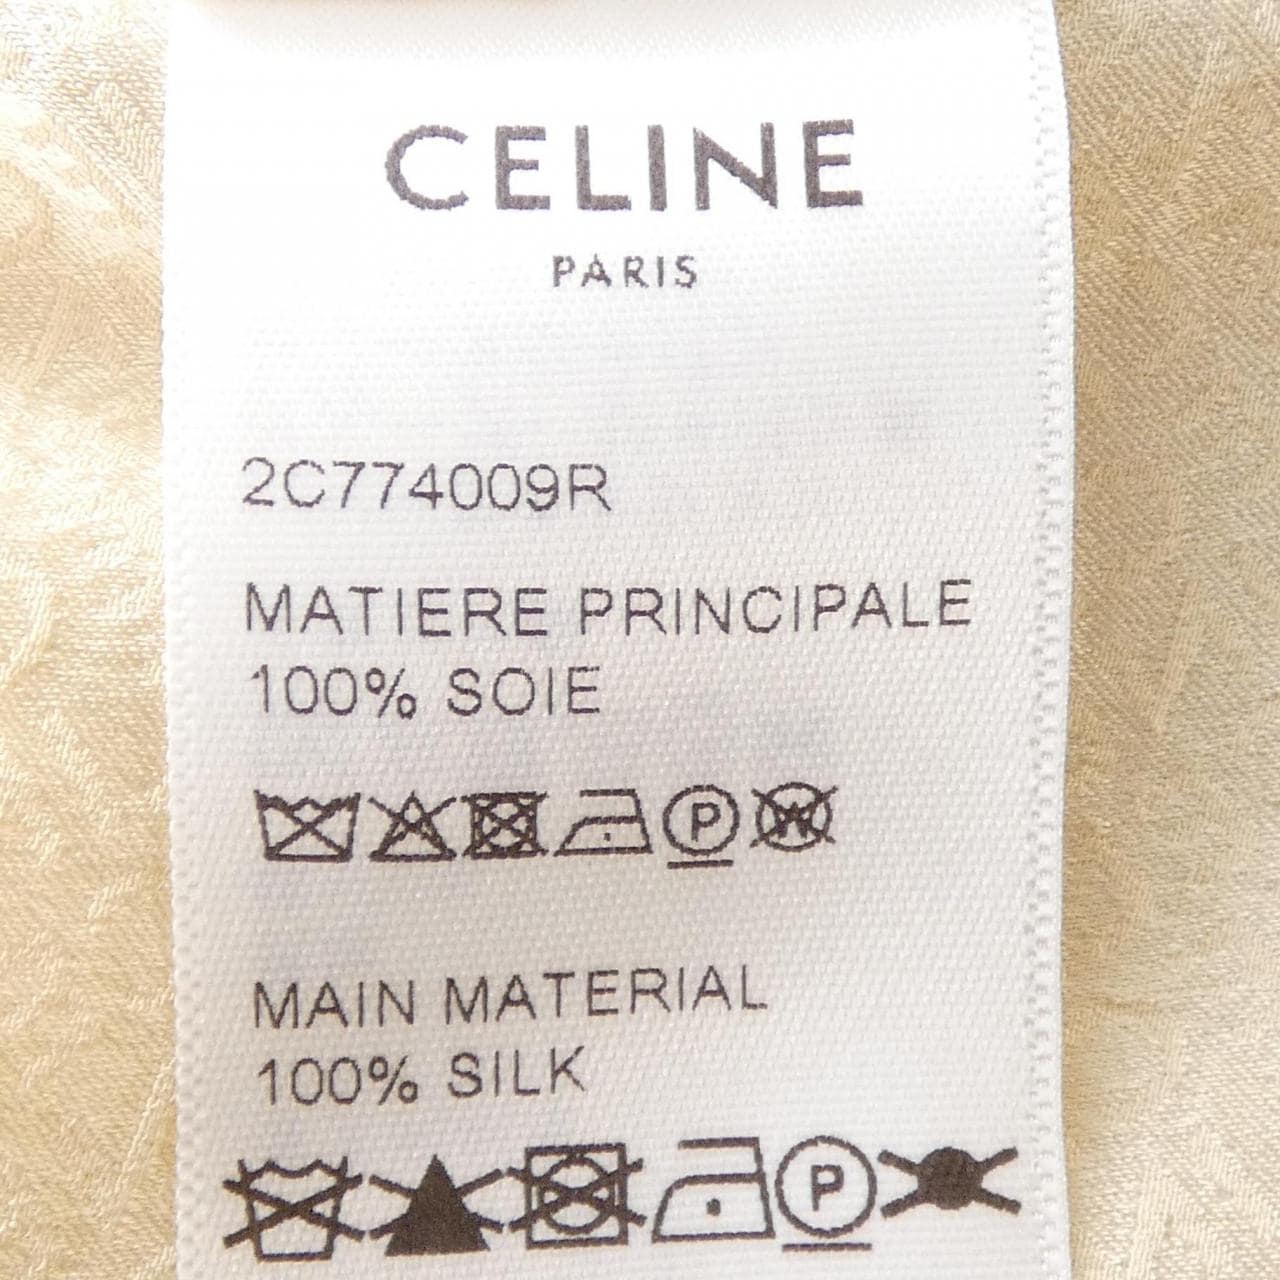 CELINE
PARIS
2C774009R
MATIERE PRINCIPALE
100% SOIE
P W
MAIN MATERIAL
100% SILK
P